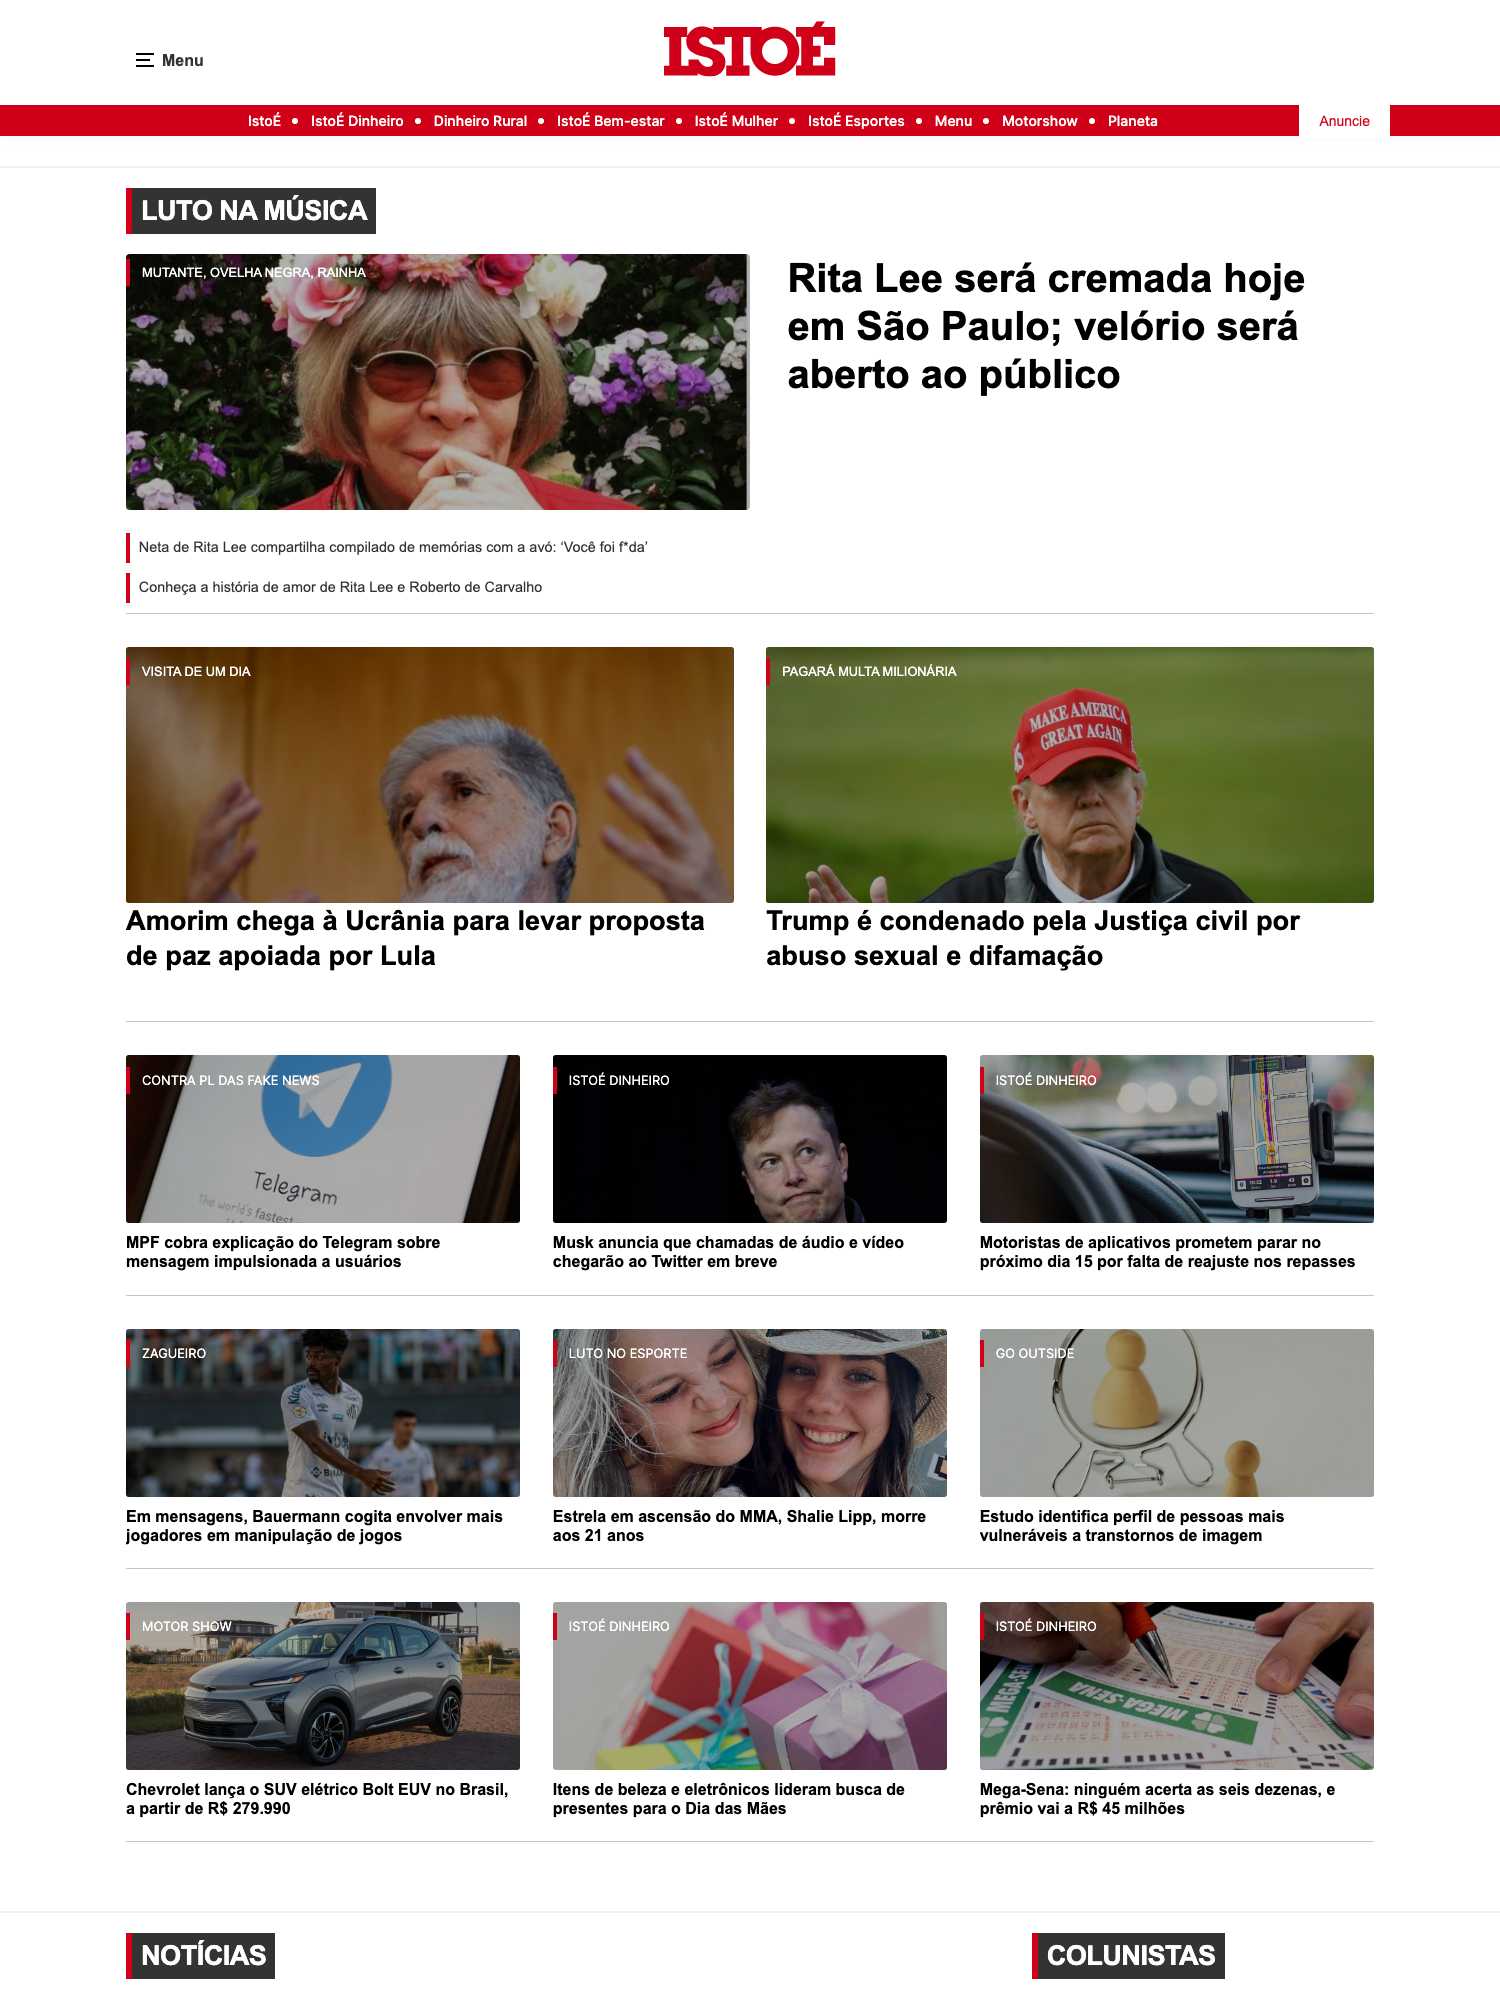 ISTOÉ
Menu
IstoÉ • IstoÉ Dinheiro • Dinheiro Rural • IstoÉ Bem-estar • IstoÉ Mulher • IstoÉ Esportes • Menu • Motorshow • Planeta
Anuncie
LUTO NA MÚSICA
MUTANTE, OVELHA NEGRA, RAINHA
Rita Lee será cremada hoje
em São Paulo; velório será
aberto ao público
Neta de Rita Lee compartilha compilado de memórias com a avó: ‘Você foi f*da’
Conheça a história de amor de Rita Lee e Roberto de Carvalho
VISITA DE UM DIA
Amorim chega à Ucrânia para levar proposta
de paz apoiada por Lula
PAGARÁ MULTA MILIONÁRIA
MAKE AMERICA
GREAT AGAIN
Trump é condenado pela Justiça civil por
abuso sexual e difamação
CONTRA PL DAS FAKE NEWS
Telegram
The world's fastest
MPF cobra explicação do Telegram sobre
mensagem impulsionada a usuários
ISTOÉ DINHEIRO
Musk anuncia que chamadas de áudio e vídeo
chegarão ao Twitter em breve
ISTOÉ DINHEIRO
Motoristas de aplicativos prometem parar no
próximo dia 15 por falta de reajuste nos repasses
ZAGUEIRO
Em mensagens, Bauermann cogita envolver mais
jogadores em manipulação de jogos
LUTO NO ESPORTE
Estrela em ascensão do MMA, Shalie Lipp, morre
aos 21 anos
GO OUTSIDE
Estudo identifica perfil de pessoas mais
vulneráveis a transtornos de imagem
MOTOR SHOW
Chevrolet lança o SUV elétrico Bolt EUV no Brasil,
a partir de R$ 279.990
ISTOÉ DINHEIRO
Itens de beleza e eletrônicos lideram busca de
presentes para o Dia das Mães
ISTOÉ DINHEIRO
MEGA-SENA
MEGA-SENA
Mega-Sena: ninguém acerta as seis dezenas, e
prêmio vai a R$ 45 milhões
NOTÍCIAS
COLUNISTAS